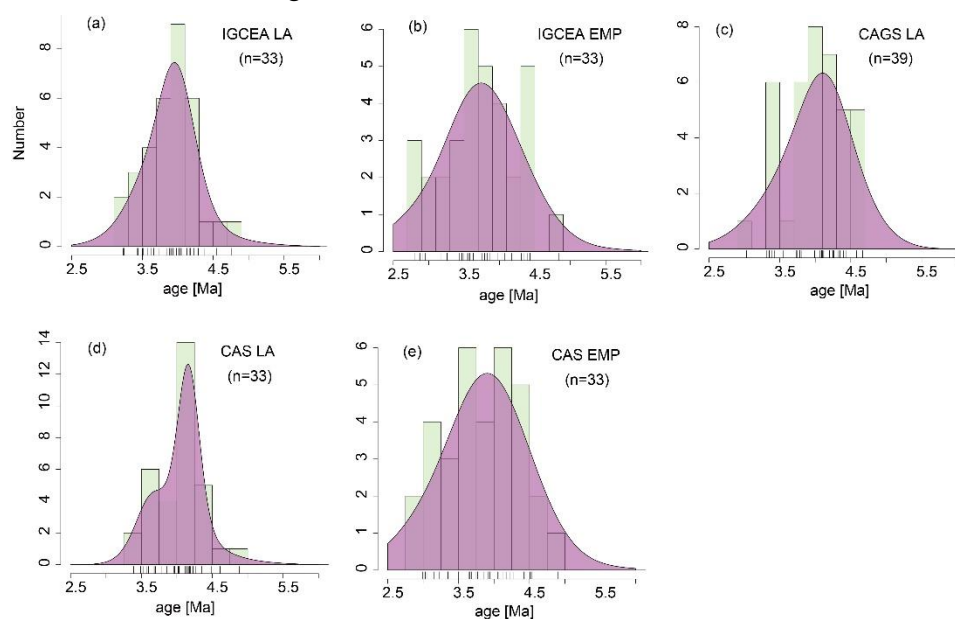 (a)
IGCEA LA
(n=33)
Number
8
6
4
2
0
2.5 3.5 4.5 5.5
age [Ma]
(b)
IGCEA EMP
(n=33)
6
5
4
3
2
1
0
2.5 3.5 4.5 5.5
age [Ma]
(c)
CAGS LA
(n=39)
8
6
4
2
0
2.5 3.5 4.5 5.5
age [Ma]
(d)
CAS LA
(n=33)
14
12
10
8
6
4
2
0
2.5 3.5 4.5 5.5
age [Ma]
(e)
CAS EMP
(n=33)
6
5
4
3
2
1
0
2.5 3.5 4.5 5.5
age [Ma]